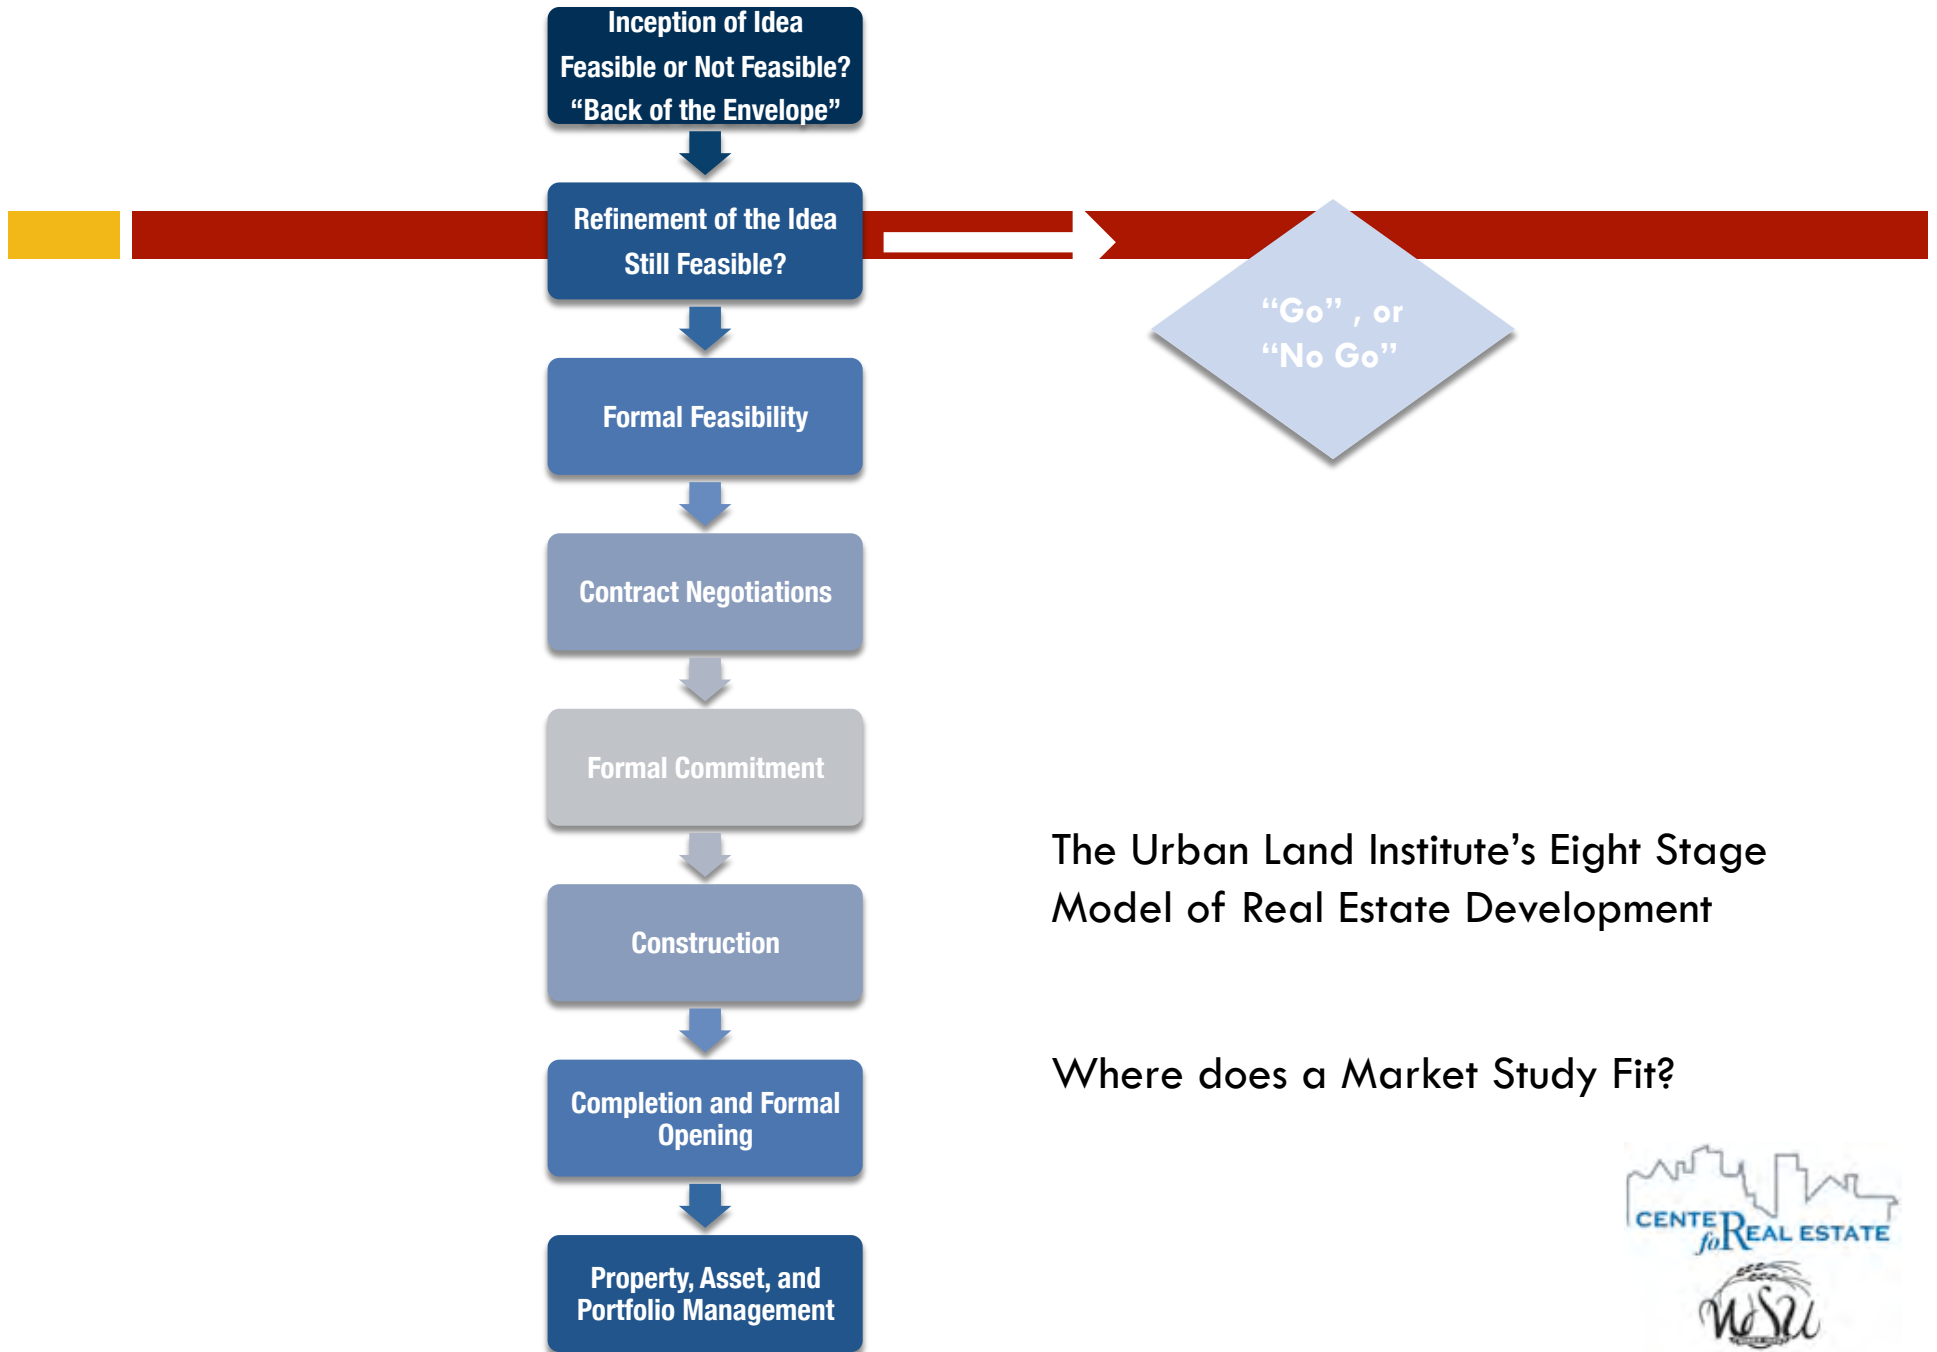 Inception of Idea
Feasible or Not Feasible?
“Back of the Envelope”
Refinement of the Idea
Still Feasible?
“Go” , or
“No Go”
Formal Feasibility
Contract Negotiations
Formal Commitment
Construction
Completion and Formal
Opening
Property, Asset, and
Portfolio Management
The Urban Land Institute’s Eight Stage
Model of Real Estate Development
Where does a Market Study Fit?
CENTER
foREAL ESTATE
WSU